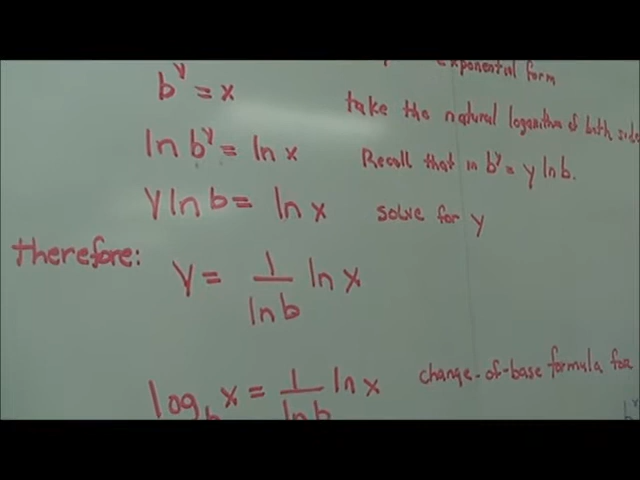 exponential form
b^y = x
take the natural logarithm of both side
ln b^y = ln x
Recall that ln b^y = y ln b.
y ln b = ln x
solve for y
therefore:
y = 1/ln b ln x
log_b x = 1/ln b ln x
change-of-base formula for